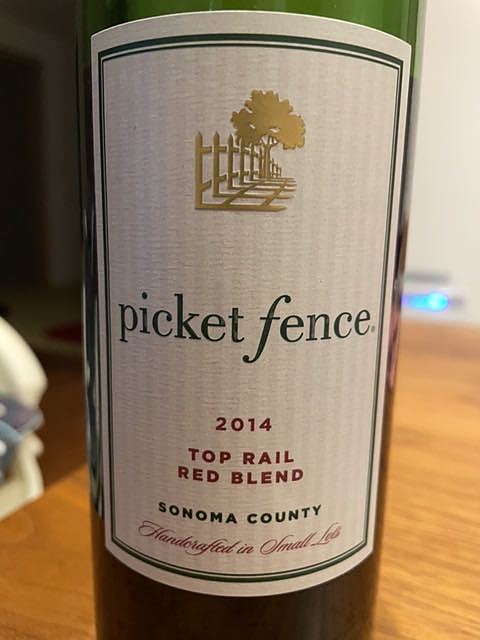 picket fence®
2014
TOP RAIL
RED BLEND
SONOMA COUNTY
Handcrafted in Small Lots